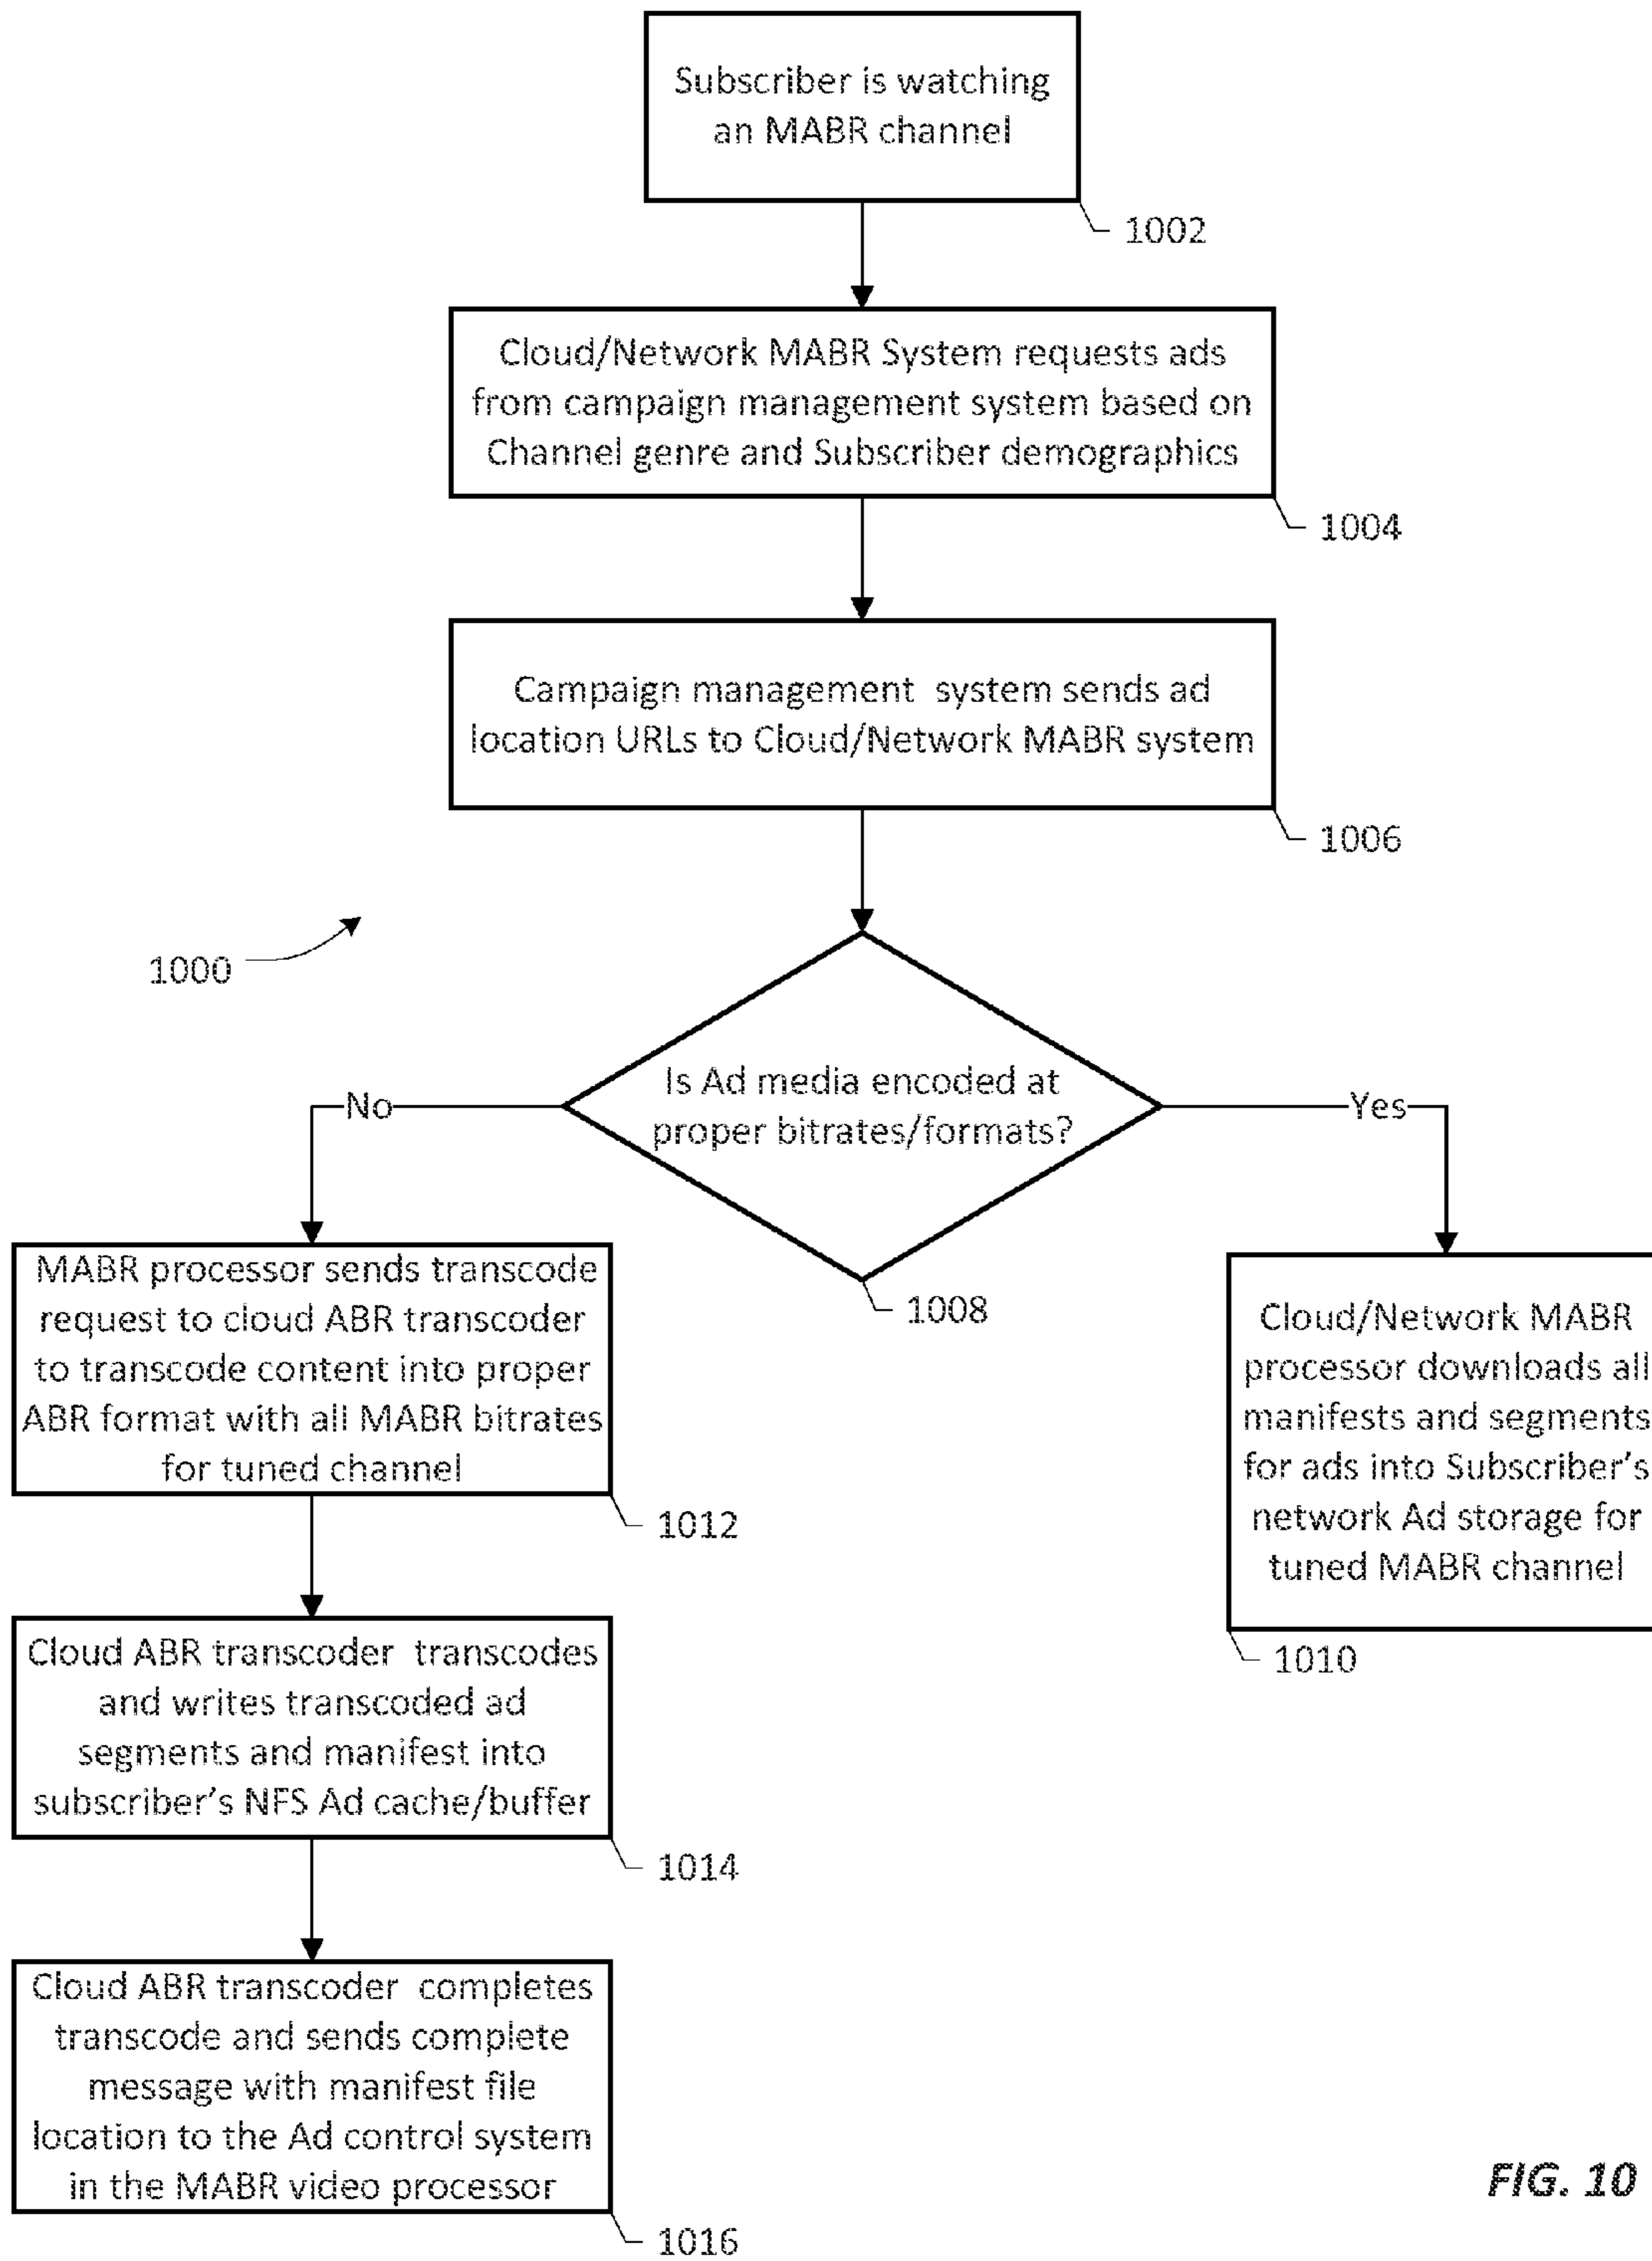 Subscriber is watching
an MABR channel
1002
Cloud/Network MABR System requests ads
from campaign management system based on
Channel genre and Subscriber demographics
1004
Campaign management system sends ad
location URLs to Cloud/Network MABR system
1006
1000
Is Ad media encoded at
proper bitrates/formats?
No
Yes
1008
MABR processor sends transcode
request to cloud ABR transcoder
to transcode content into proper
ABR format with all MABR bitrates
for tuned channel
1012
Cloud/Network MABR
processor downloads all
manifests and segments
for ads into Subscriber's
network Ad storage for
tuned MABR channel
1010
Cloud ABR transcoder transcodes
and writes transcoded ad
segments and manifest into
subscriber's NFS Ad cache/buffer
1014
Cloud ABR transcoder completes
transcode and sends complete
message with manifest file
location to the Ad control system
in the MABR video processor
1016
FIG. 10